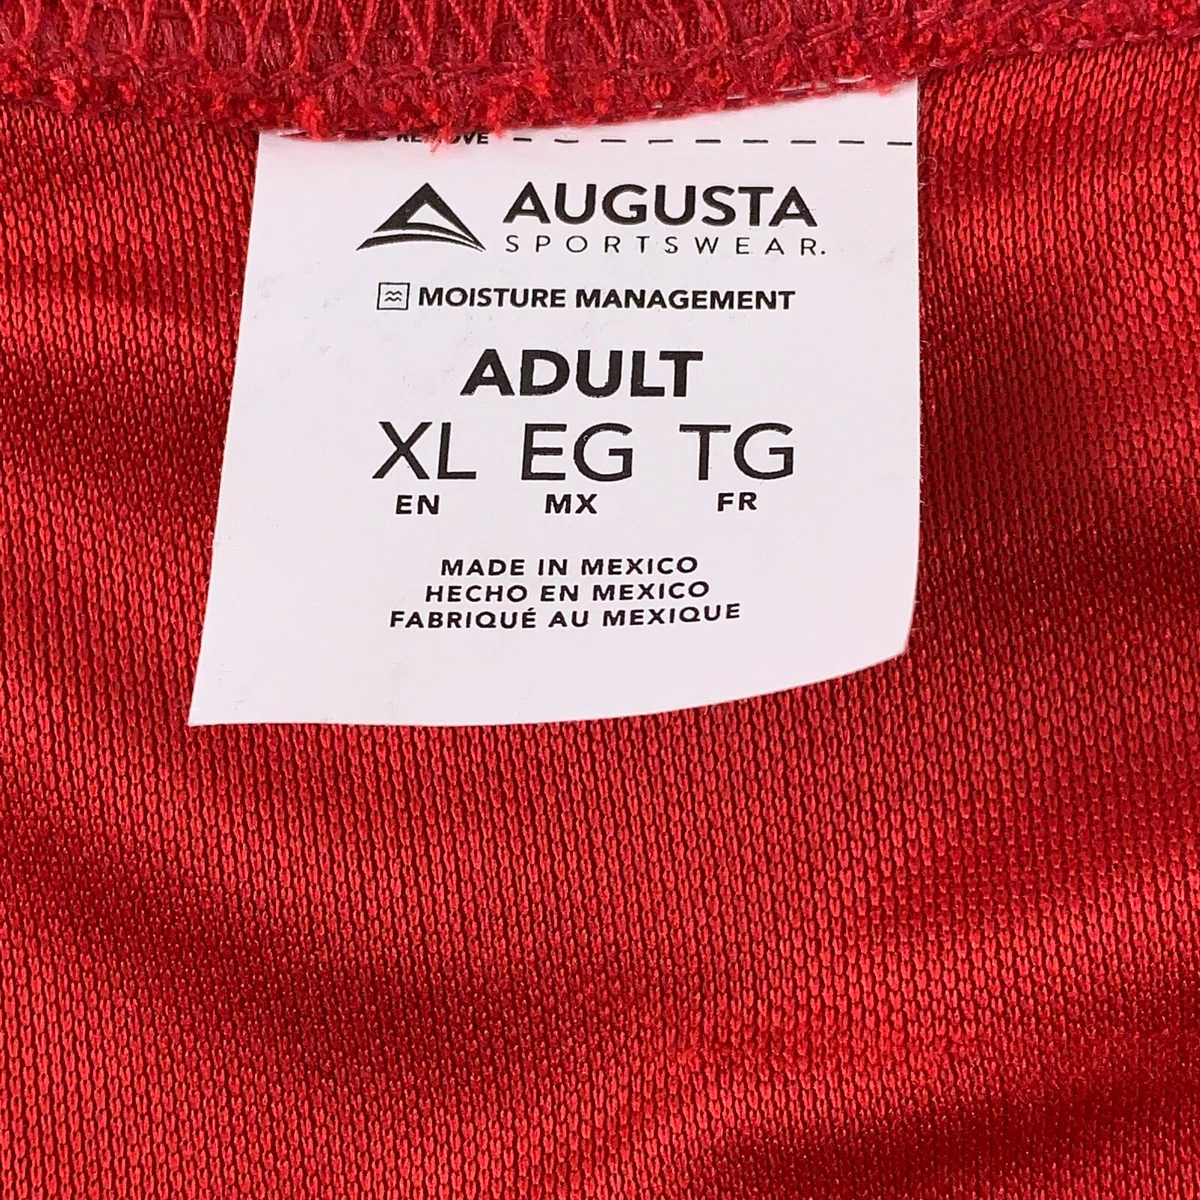 REMOVE
AUGUSTA
SPORTSWEAR.
MOISTURE MANAGEMENT
ADULT
XL EG TG
EN MX FR
MADE IN MEXICO
HECHO EN MEXICO
FABRIQUÉ AU MEXIQUE